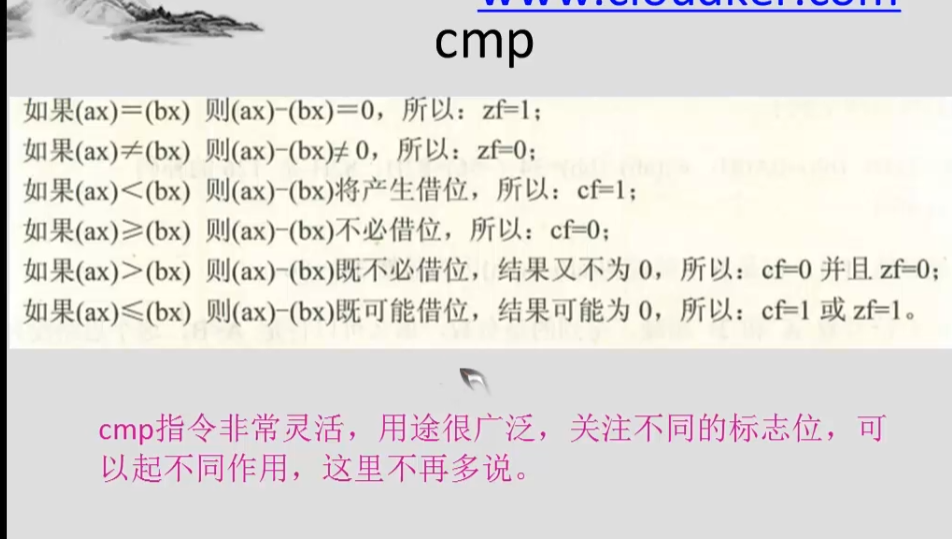 www.cloudker.com
cmp
如果(ax)＝(bx) 则(ax)-(bx)＝0，所以：zf=1；
如果(ax)≠(bx) 则(ax)-(bx)≠ 0，所以：zf=0；
如果(ax)＜(bx) 则(ax)-(bx)将产生借位，所以：cf=1；
如果(ax)≥(bx) 则(ax)-(bx)不必借位，所以：cf=0；
如果(ax)＞(bx) 则(ax)-(bx)既不必借位，结果又不为 0，所以：cf=0 并且 zf=0；
如果(ax)≤(bx) 则(ax)-(bx)既可能借位，结果可能为 0，所以：cf=1 或 zf=1。
cmp指令非常灵活，用途很广泛，关注不同的标志位，可
以起不同作用，这里不再多说。